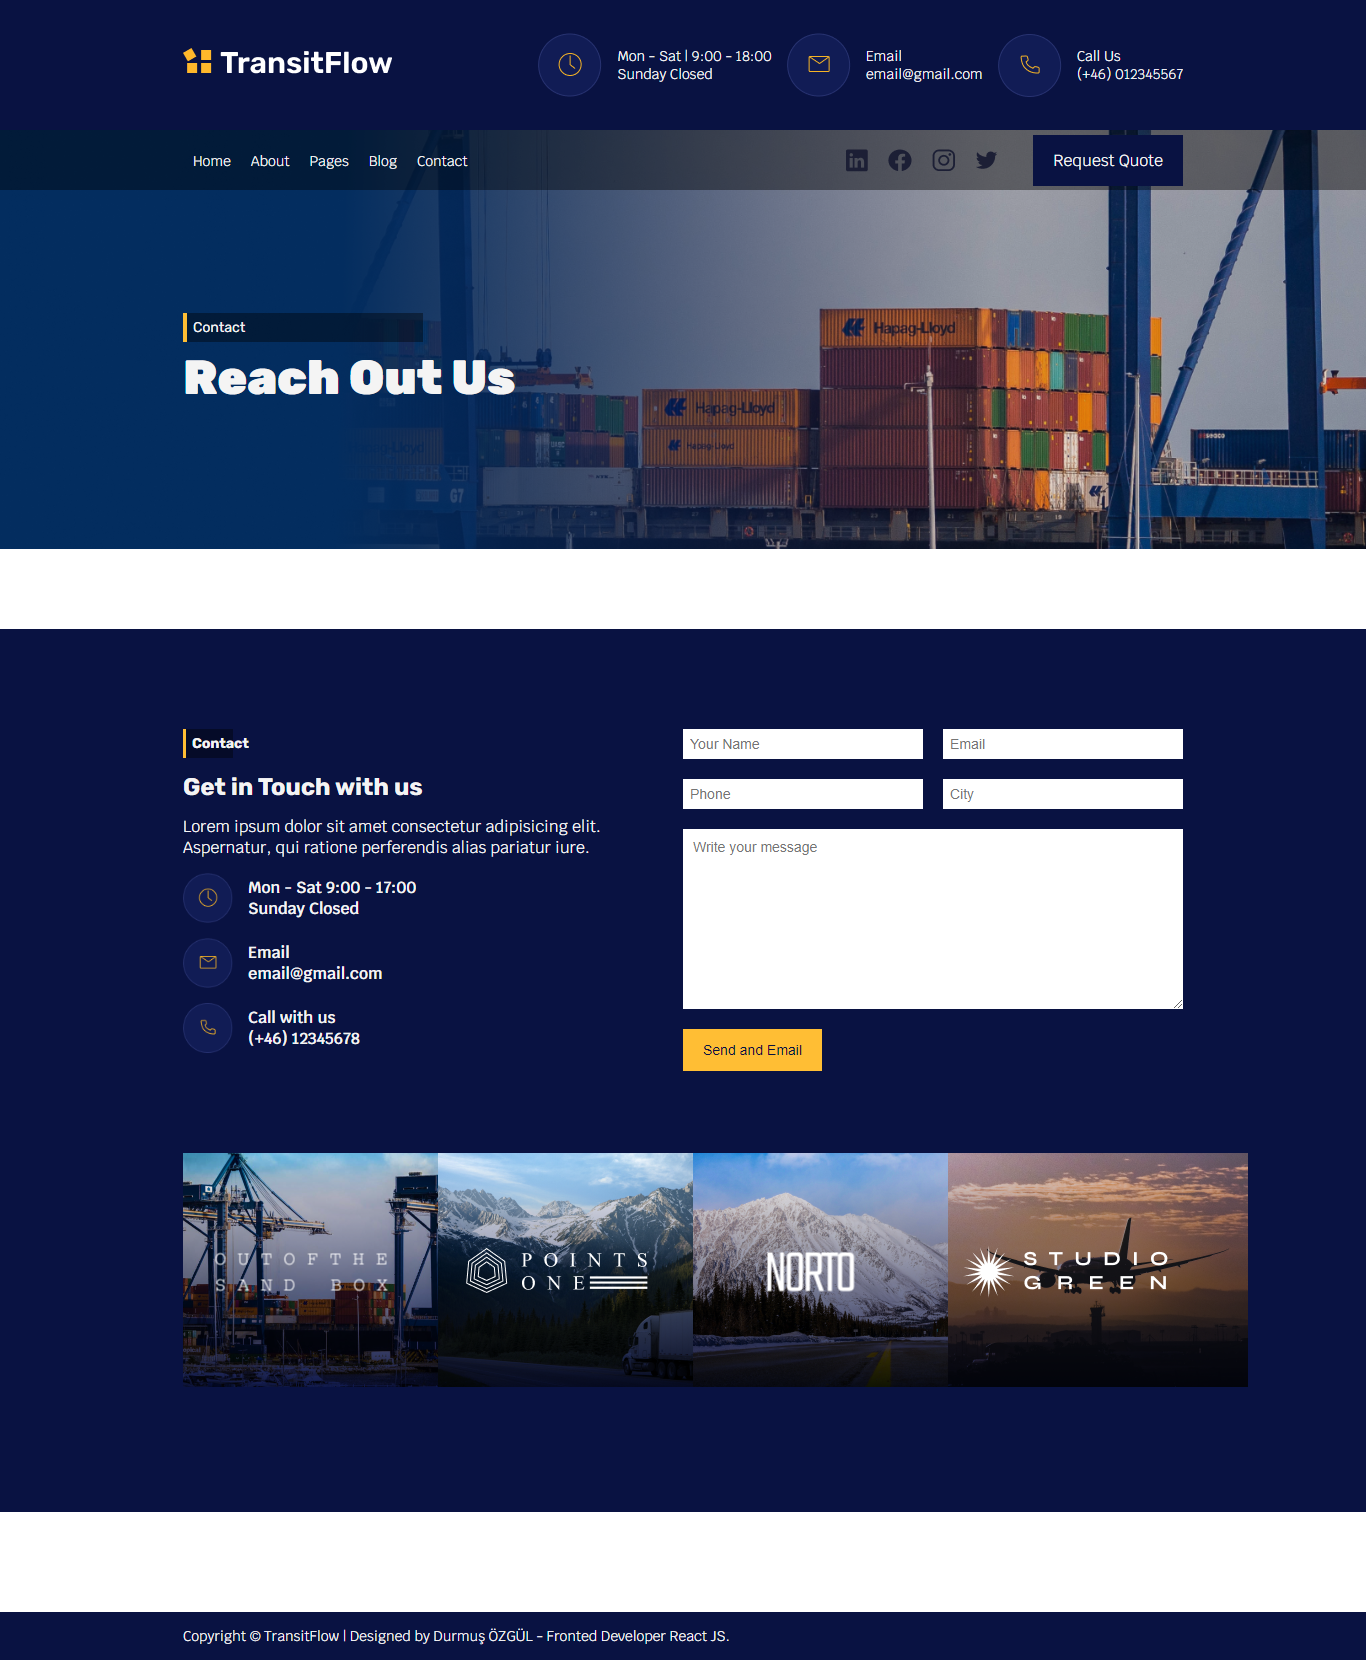 TransitFlow
Mon - Sat | 9:00 - 18:00
Sunday Closed
Email
email@gmail.com
Call Us
(+46) 012345567
Home About Pages Blog Contact
Request Quote
Contact
Reach Out Us
Hapag-Lloyd
Hapag-Lloyd
Hapag-Lloyd
G7
Contact
Get in Touch with us
Lorem ipsum dolor sit amet consectetur adipisicing elit.
Aspernatur, qui ratione perferendis alias pariatur iure.
Mon - Sat 9:00 - 17:00
Sunday Closed
Email
email@gmail.com
Call with us
(+46) 12345678
Your Name
Email
Phone
City
Write your message
Send and Email
OUTOFTHE
SAND BOX
POINTS
ONE
NORTO
STUDIO
GREEN
Copyright © TransitFlow | Designed by Durmuş ÖZGÜL - Fronted Developer React JS.